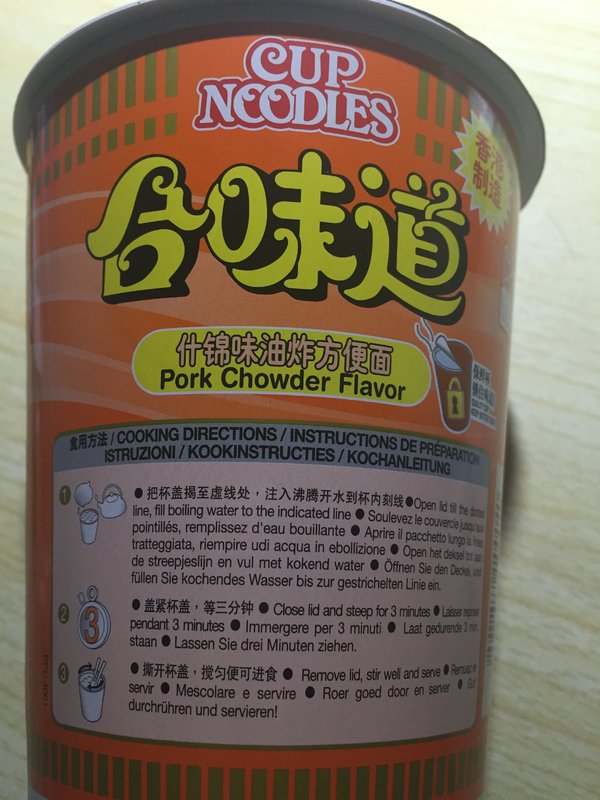 CUP
NOODLES
香港
制造
合味道
什锦味油炸方便面
Pork Chowder Flavor
食用方法 / COOKING DIRECTIONS / INSTRUCTIONS DE PRÉPARATION
ISTRUZIONI / KOOKINSTRUCTIES / KOCHANLEITUNG
1 ● 把杯盖揭至虚线处，注入沸腾开水到杯内刻线 ● Open lid till the dotted
line, fill boiling water to the indicated line ● Soulevez le couvercle jusqu'aux
pointillés, remplissez d'eau bouillante ● Aprire il pacchetto lungo la linea
tratteggiata, riempire udi acqua in ebollizione ● Open het deksel tot aan
de streepjeslijn en vul met kokend water ● Öffnen Sie den Deckel, und
füllen Sie kochendes Wasser bis zur gestrichelten Linie ein.
2 3 ● 盖紧杯盖，等三分钟 ● Close lid and steep for 3 minutes ● Laisser reposer
pendant 3 minutes ● Immergere per 3 minuti ● Laat gedurende 3 min
staan ● Lassen Sie drei Minuten ziehen.
3 ● 撕开杯盖，搅匀便可进食 ● Remove lid, stir well and serve ● Remuez et
servir ● Mescolare e servire ● Roer goed door en server ● Gut
durchrühren und servieren!